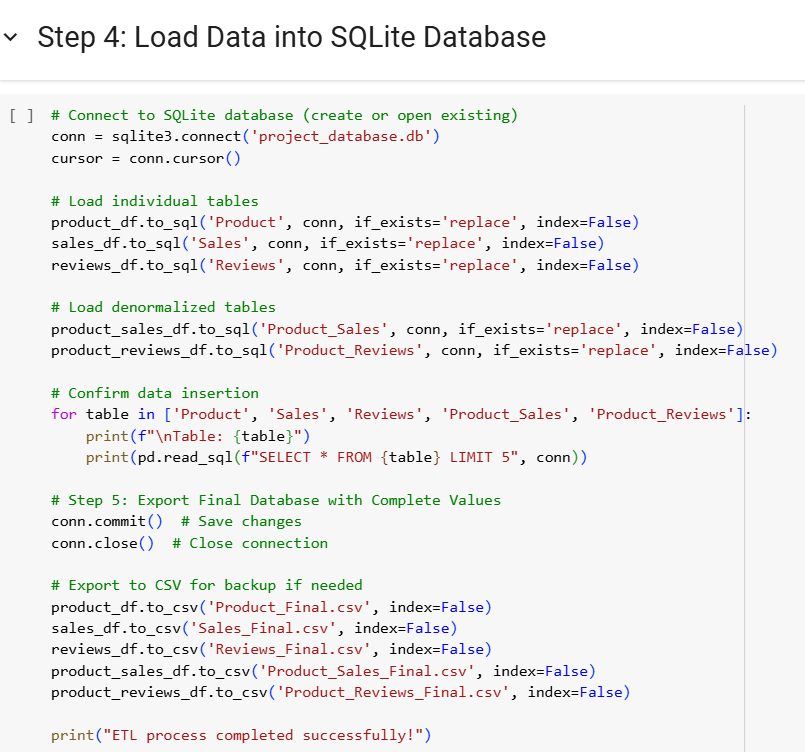 Step 4: Load Data into SQLite Database
[ ] # Connect to SQLite database (create or open existing)
conn = sqlite3.connect('project_database.db')
cursor = conn.cursor()

# Load individual tables
product_df.to_sql('Product', conn, if_exists='replace', index=False)
sales_df.to_sql('Sales', conn, if_exists='replace', index=False)
reviews_df.to_sql('Reviews', conn, if_exists='replace', index=False)

# Load denormalized tables
product_sales_df.to_sql('Product_Sales', conn, if_exists='replace', index=False)
product_reviews_df.to_sql('Product_Reviews', conn, if_exists='replace', index=False)

# Confirm data insertion
for table in ['Product', 'Sales', 'Reviews', 'Product_Sales', 'Product_Reviews']:
    print(f"\nTable: {table}")
    print(pd.read_sql(f"SELECT * FROM {table} LIMIT 5", conn))

# Step 5: Export Final Database with Complete Values
conn.commit()  # Save changes
conn.close()  # Close connection

# Export to CSV for backup if needed
product_df.to_csv('Product_Final.csv', index=False)
sales_df.to_csv('Sales_Final.csv', index=False)
reviews_df.to_csv('Reviews_Final.csv', index=False)
product_sales_df.to_csv('Product_Sales_Final.csv', index=False)
product_reviews_df.to_csv('Product_Reviews_Final.csv', index=False)

print("ETL process completed successfully!")